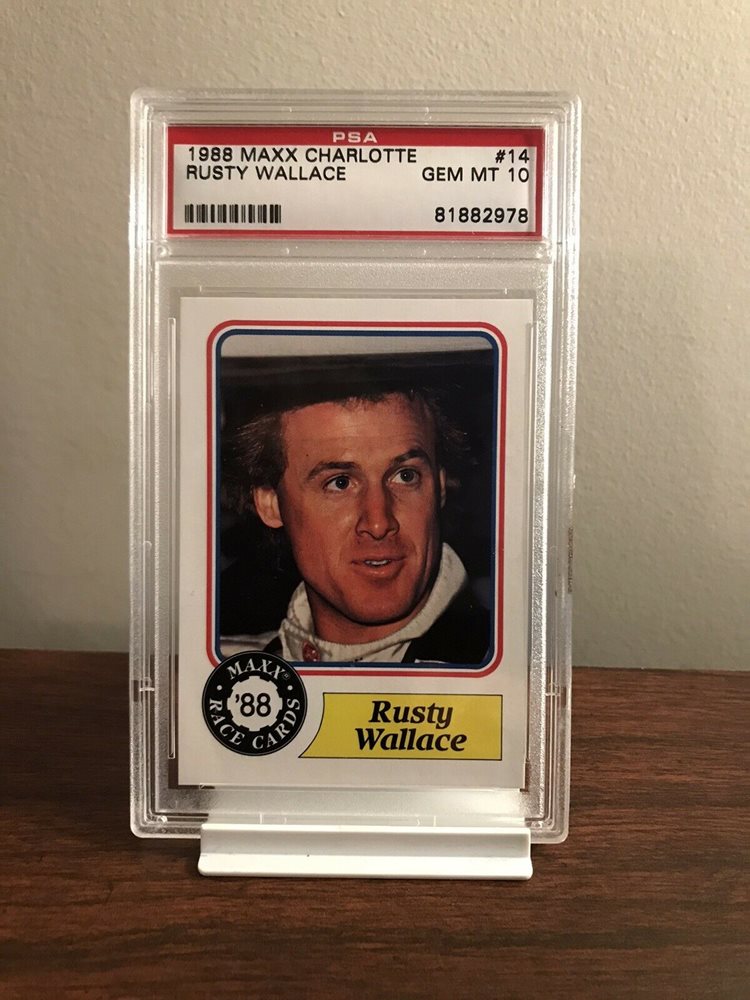 PSA
1988 MAXX CHARLOTTE #14
RUSTY WALLACE GEM MT 10
81882978
MAXX®
'88
RACE CARDS
Rusty
Wallace